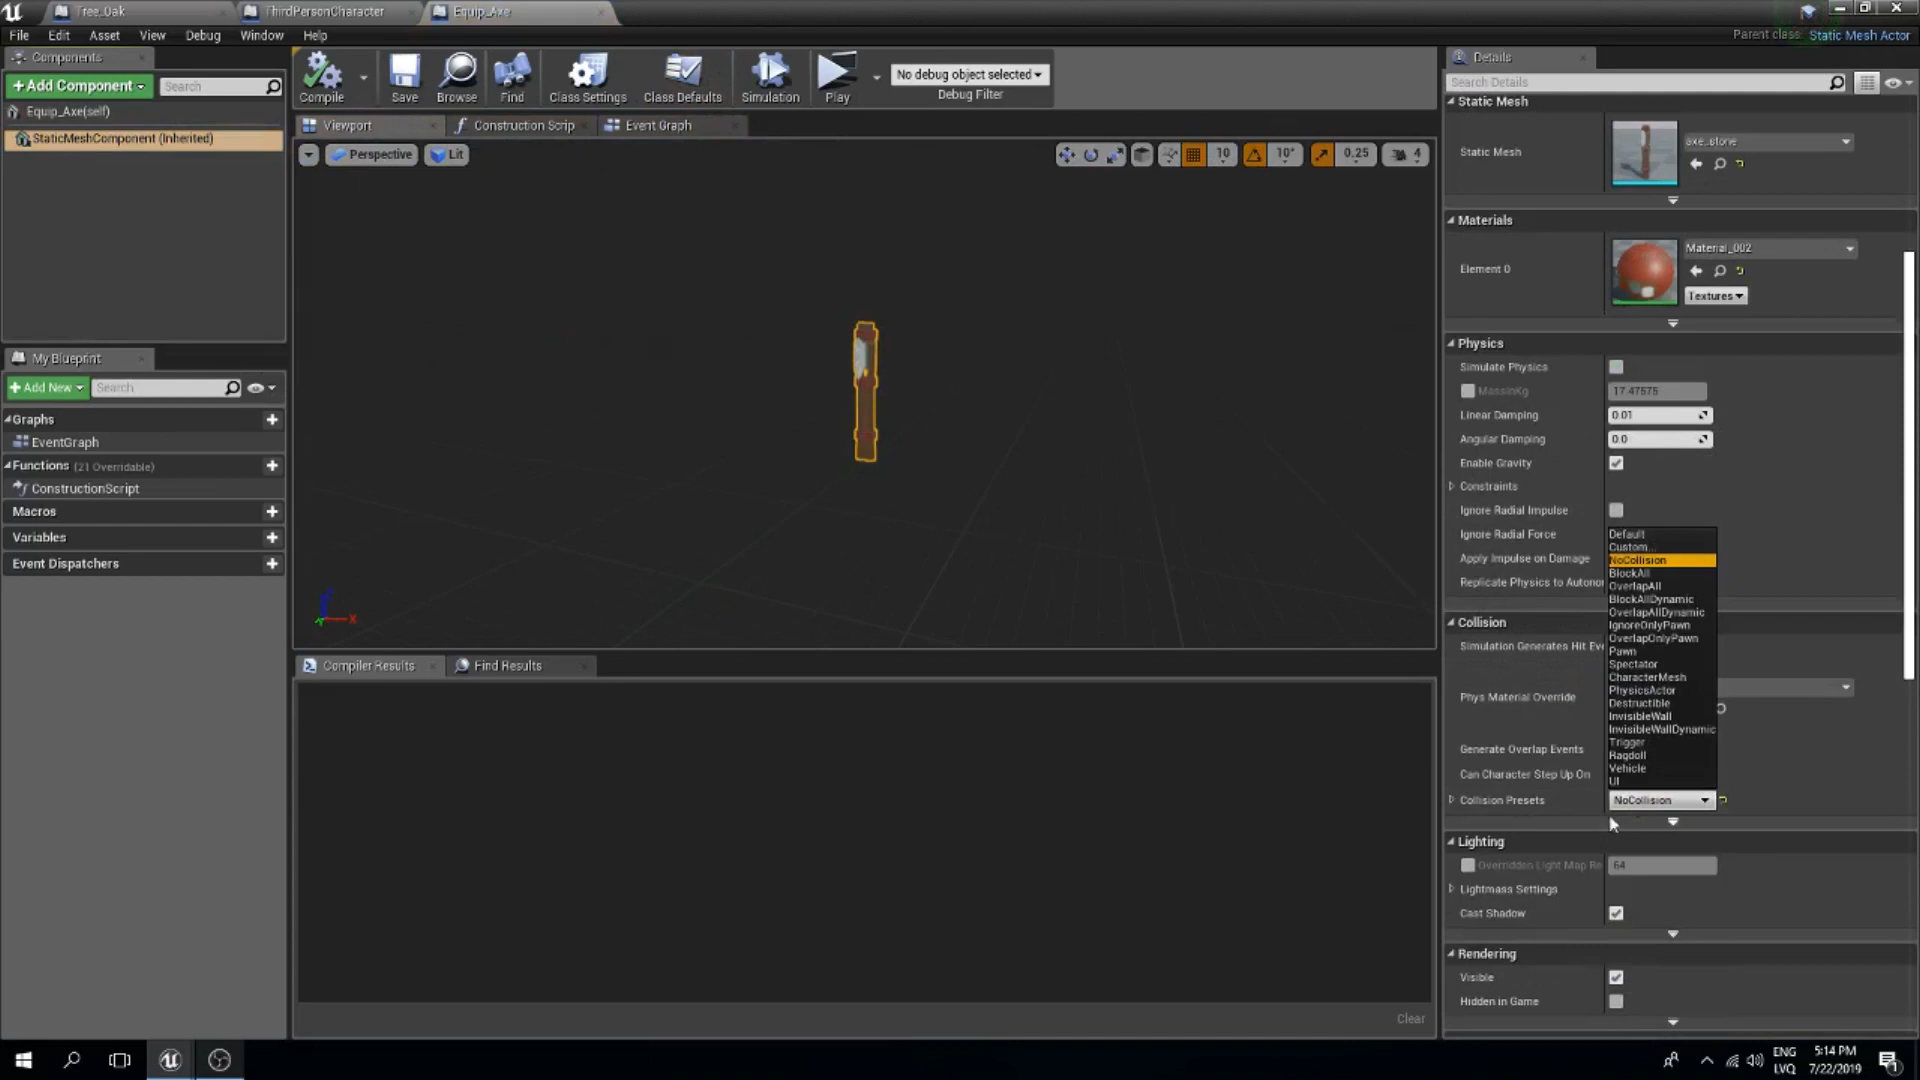 Tree_Oak
ThirdPersonCharacter
Equip_Axe
File Edit Asset View Debug Window Help
Parent class: Static Mesh Actor
Components
+Add Component
Search
Equip_Axe(self)
StaticMeshComponent (Inherited)
My Blueprint
+Add New
Search
Graphs
EventGraph
Functions (21 Overridable)
ConstructionScript
Macros
Variables
Event Dispatchers
Compile
Save
Browse
Find
Class Settings
Class Defaults
Simulation
Play
No debug object selected
Debug Filter
Viewport
Construction Scrip
Event Graph
Perspective
Lit
10
10°
0.25
4
X
Compiler Results
Find Results
Clear
Details
Search Details
Static Mesh
Static Mesh
axe_stone
Materials
Element 0
Material_002
Textures
Physics
Simulate Physics
MassInKg
17.47575
Linear Damping
0.01
Angular Damping
0.0
Enable Gravity
Constraints
Ignore Radial Impulse
Ignore Radial Force
Apply Impulse on Damage
Replicate Physics to Autonor
Default
Custom...
NoCollision
BlockAll
OverlapAll
BlockAllDynamic
OverlapAllDynamic
IgnoreOnlyPawn
OverlapOnlyPawn
Pawn
Spectator
CharacterMesh
PhysicsActor
Destructible
InvisibleWall
InvisibleWallDynamic
Trigger
Ragdoll
Vehicle
UI
Collision
Simulation Generates Hit Eve
Phys Material Override
Generate Overlap Events
Can Character Step Up On
Collision Presets
NoCollision
Lighting
Overridden Light Map Re
64
Lightmass Settings
Cast Shadow
Rendering
Visible
Hidden in Game
ENG
LVQ
5:14 PM
7/22/2019
1